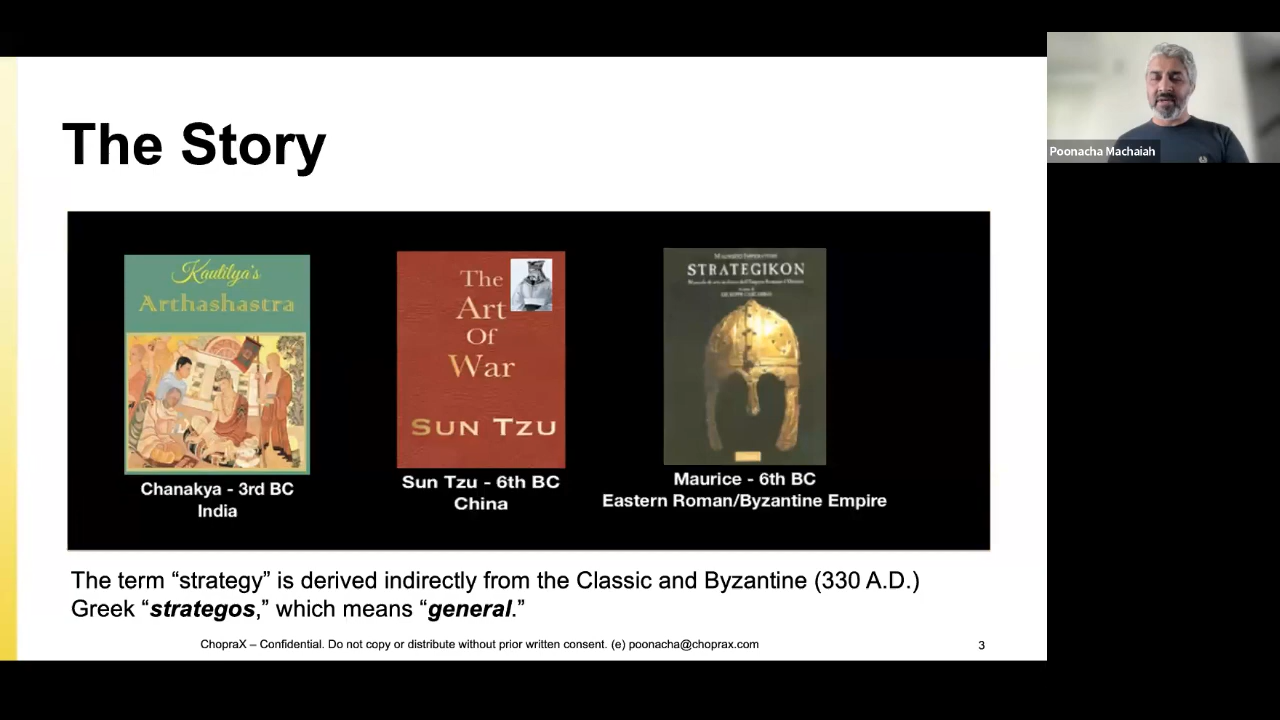 The Story
Poonacha Machaiah
Kautilya's
Arthashastra
Chanakya - 3rd BC
India
The
Art
Of
War
SUN TZU
Sun Tzu - 6th BC
China
STRATEGIKON
Maurice - 6th BC
Eastern Roman/Byzantine Empire
The term “strategy” is derived indirectly from the Classic and Byzantine (330 A.D.)
Greek “strategos,” which means “general.”
ChopraX – Confidential. Do not copy or distribute without prior written consent. (e) poonacha@choprax.com
3